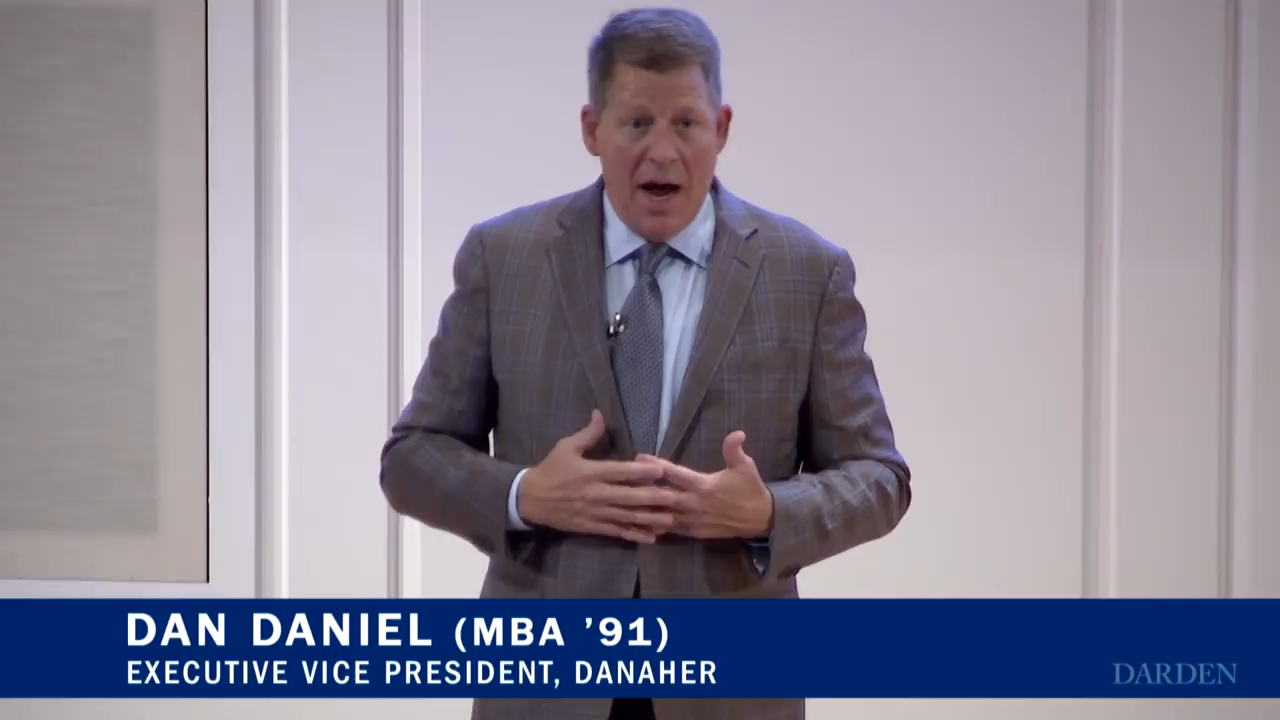 DAN DANIEL (MBA ’91)
EXECUTIVE VICE PRESIDENT, DANAHER
DARDEN